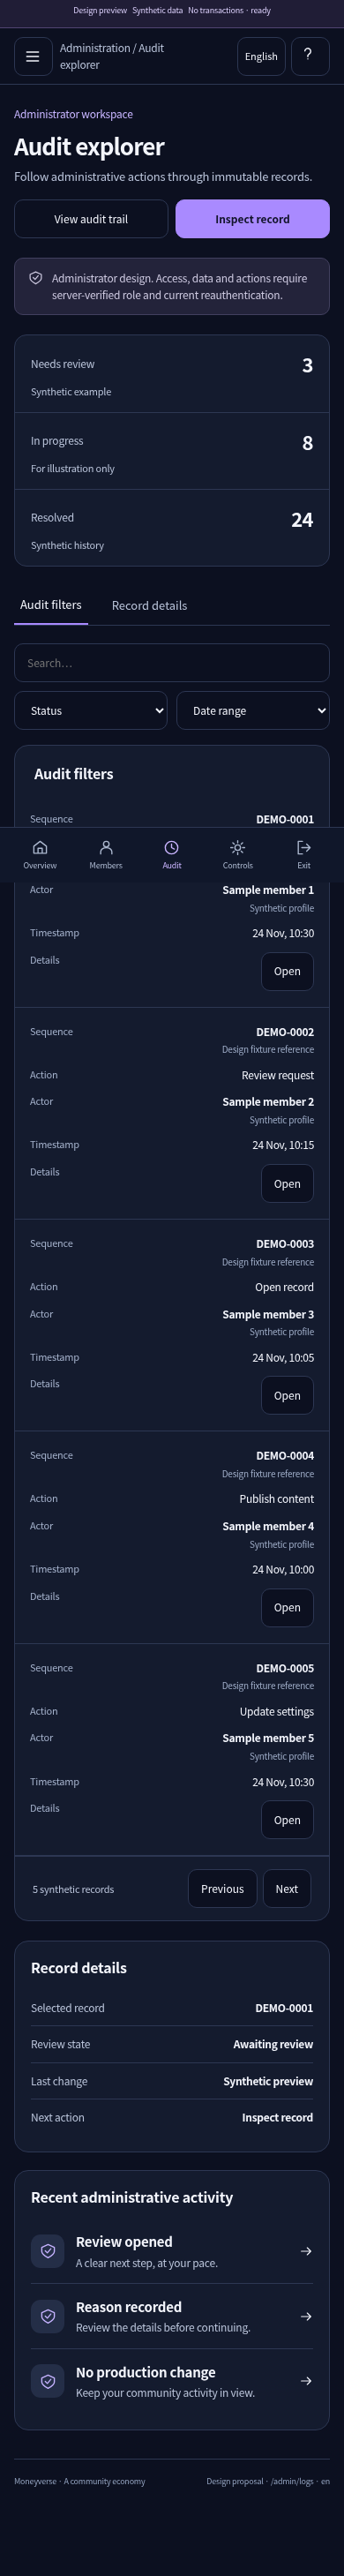 Design preview Synthetic data No transactions · ready
Administration / Audit explorer
English
?
Administrator workspace
Audit explorer
Follow administrative actions through immutable records.
View audit trail
Inspect record
Administrator design. Access, data and actions require
server-verified role and current reauthentication.
Needs review
3
Synthetic example
In progress
8
For illustration only
Resolved
24
Synthetic history
Audit filters
Record details
Search…
Status
Date range
Audit filters
Sequence
DEMO-0001
Overview
Members
Audit
Controls
Exit
Actor
Sample member 1
Synthetic profile
Timestamp
24 Nov, 10:30
Details
Open
Sequence
DEMO-0002
Design fixture reference
Action
Review request
Actor
Sample member 2
Synthetic profile
Timestamp
24 Nov, 10:15
Details
Open
Sequence
DEMO-0003
Design fixture reference
Action
Open record
Actor
Sample member 3
Synthetic profile
Timestamp
24 Nov, 10:05
Details
Open
Sequence
DEMO-0004
Design fixture reference
Action
Publish content
Actor
Sample member 4
Synthetic profile
Timestamp
24 Nov, 10:00
Details
Open
Sequence
DEMO-0005
Design fixture reference
Action
Update settings
Actor
Sample member 5
Synthetic profile
Timestamp
24 Nov, 10:30
Details
Open
5 synthetic records
Previous
Next
Record details
Selected record
DEMO-0001
Review state
Awaiting review
Last change
Synthetic preview
Next action
Inspect record
Recent administrative activity
Review opened
A clear next step, at your pace.
Reason recorded
Review the details before continuing.
No production change
Keep your community activity in view.
Moneyverse · A community economy
Design proposal · /admin/logs · en